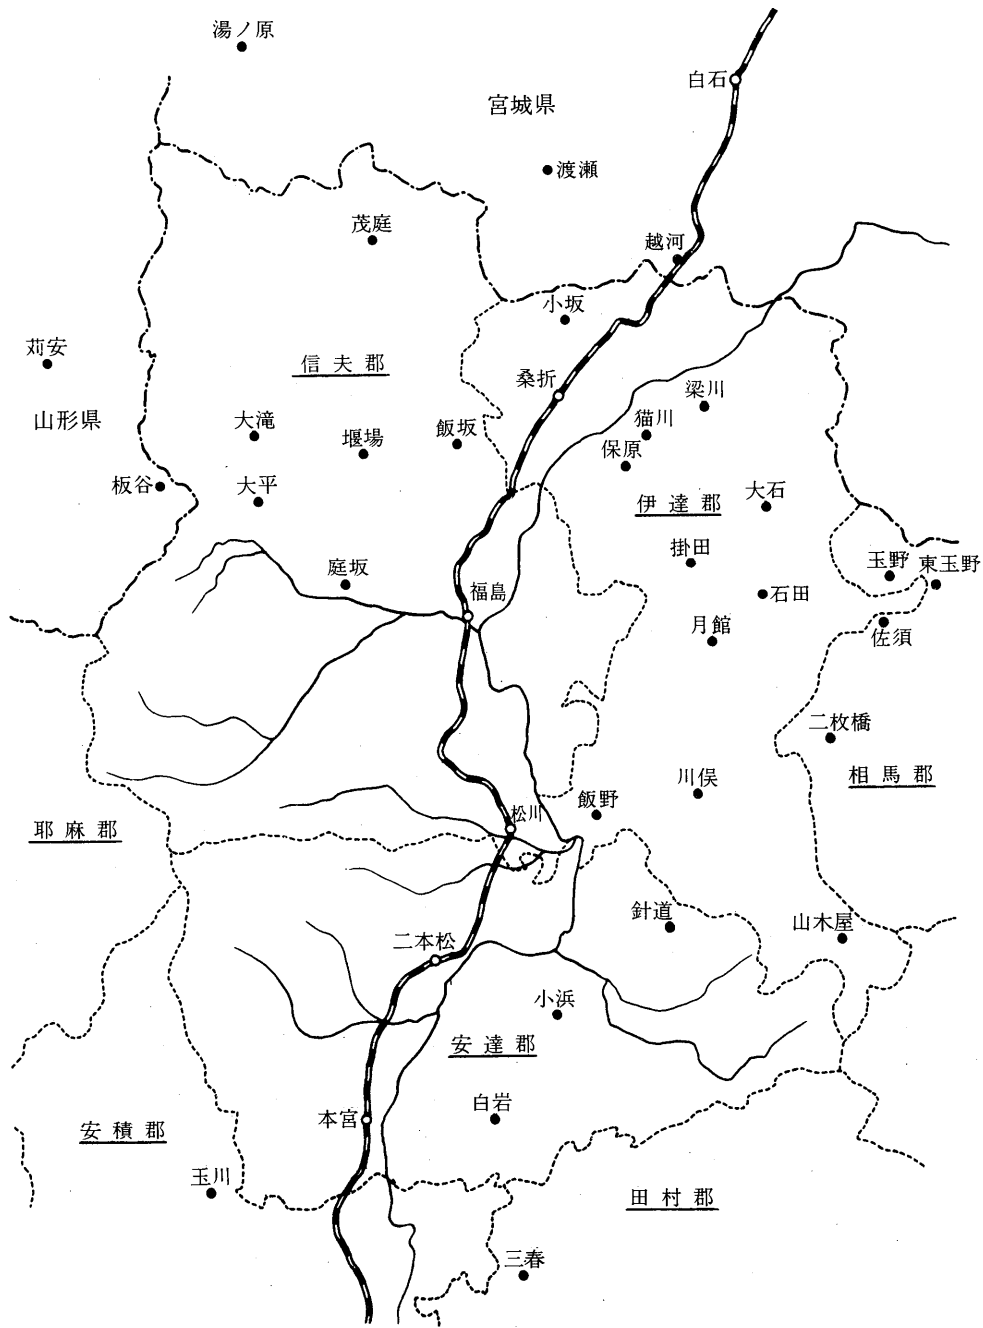 湯ノ原
白石
宮城県
渡瀬
茂庭
越河
小坂
苅安
信夫郡
桑折
梁川
山形県
大滝
堰場
飯坂
猫川
保原
板谷
大平
伊達郡
大石
掛田
玉野
東玉野
庭坂
福島
石田
月館
佐須
二枚橋
川俣
相馬郡
飯野
松川
耶麻郡
針道
山木屋
二本松
小浜
安達郡
白岩
本宮
安積郡
玉川
田村郡
三春